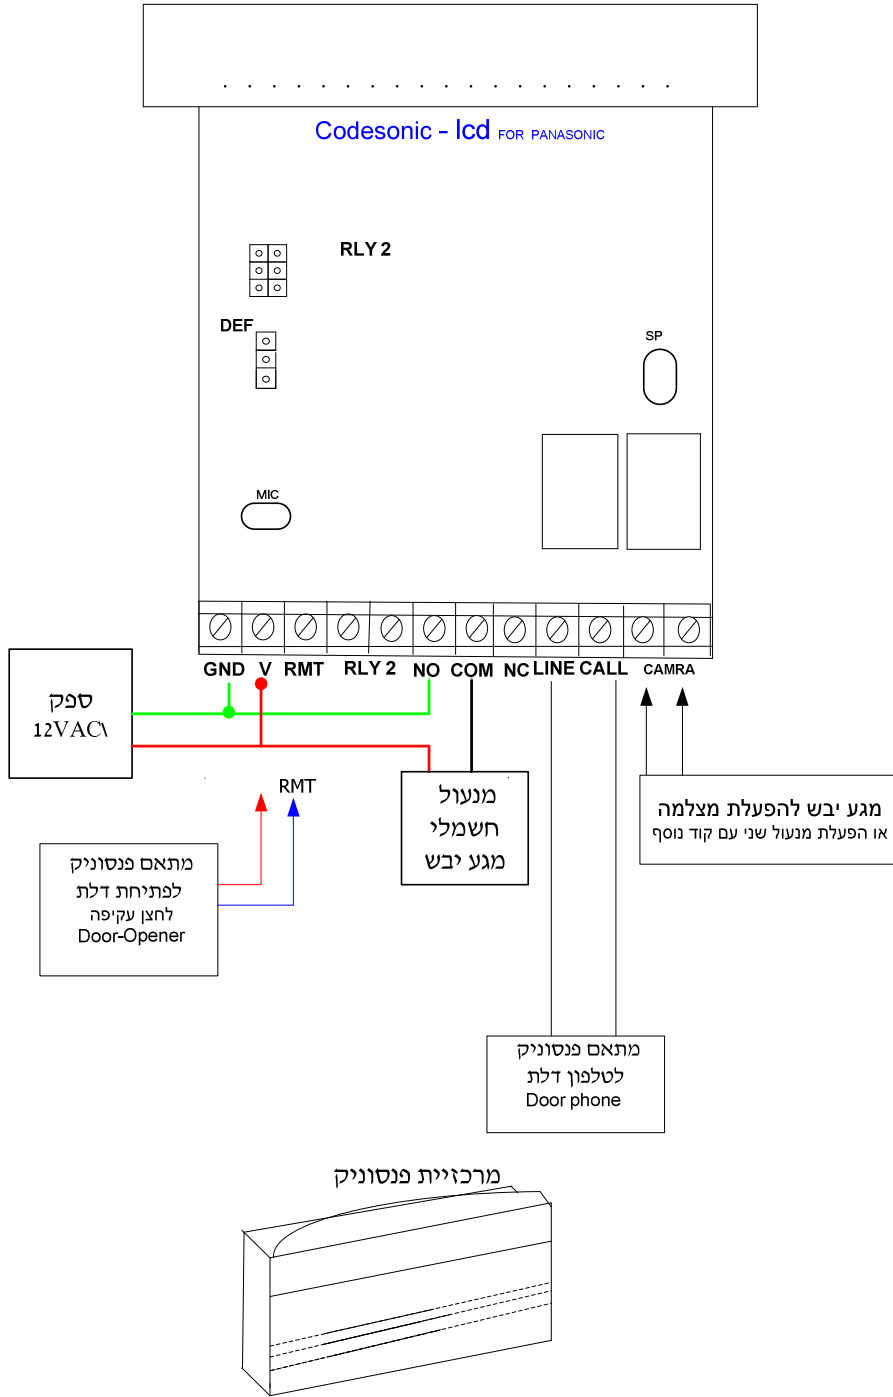 Codesonic - lcd FOR PANASONIC
RLY 2
DEF
SP
MIC
GND V RMT RLY 2 NO COM NC LINE CALL CAMRA
ספק
12VAC\
RMT
מנעול
חשמלי
מגע יבש
מגע יבש להפעלת מצלמה
או הפעלת מנעול שני עם קוד נוסף
מתאם פנסוניק
לפתיחת דלת
לחצן עקיפה
Door-Opener
מתאם פנסוניק
לטלפון דלת
Door phone
מרכזיית פנסוניק